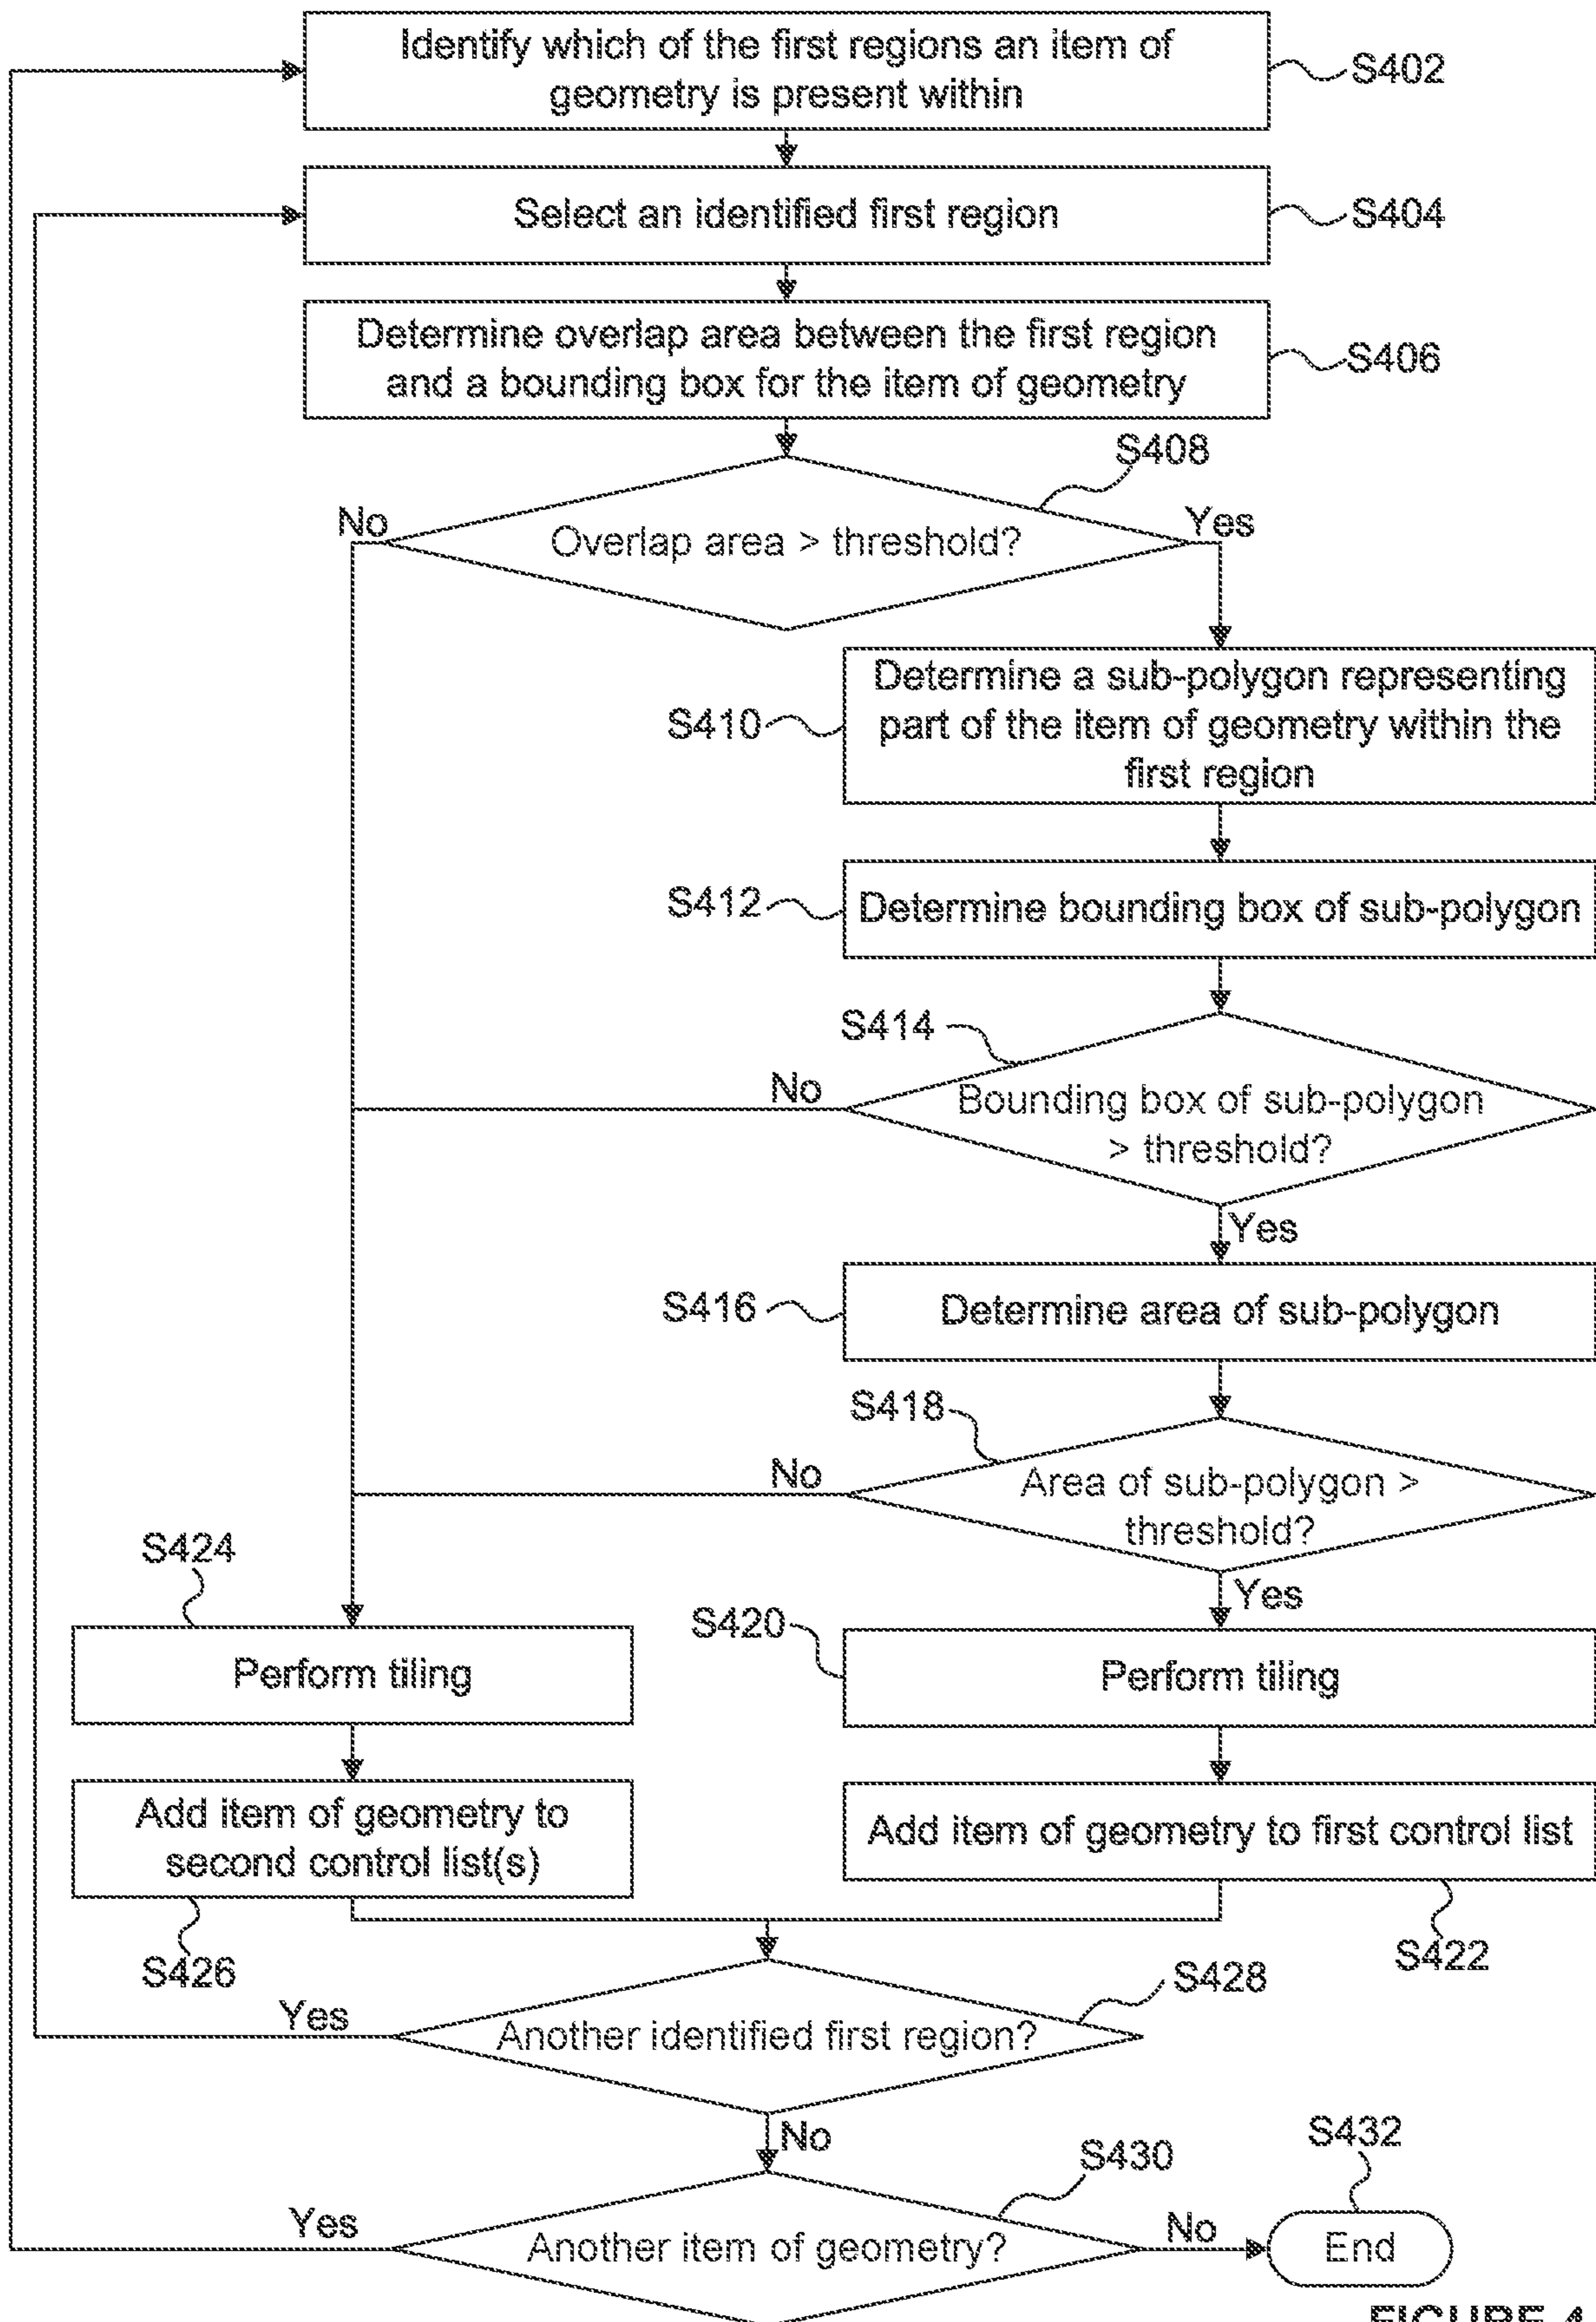 Identify which of the first regions an item of
geometry is present within
S402
Select an identified first region
S404
Determine overlap area between the first region
and a bounding box for the item of geometry
S406
S408
No
Overlap area > threshold?
Yes
Determine a sub-polygon representing
part of the item of geometry within the
first region
S410
S412
Determine bounding box of sub-polygon
S414
No
Bounding box of sub-polygon
> threshold?
Yes
S416
Determine area of sub-polygon
S418
No
Area of sub-polygon >
threshold?
Yes
S424
S420
Perform tiling
Perform tiling
Add item of geometry to
second control list(s)
Add item of geometry to first control list
S426
S422
S428
Yes
Another identified first region?
No
S432
S430
Yes
Another item of geometry?
No
End
FIGURE 4